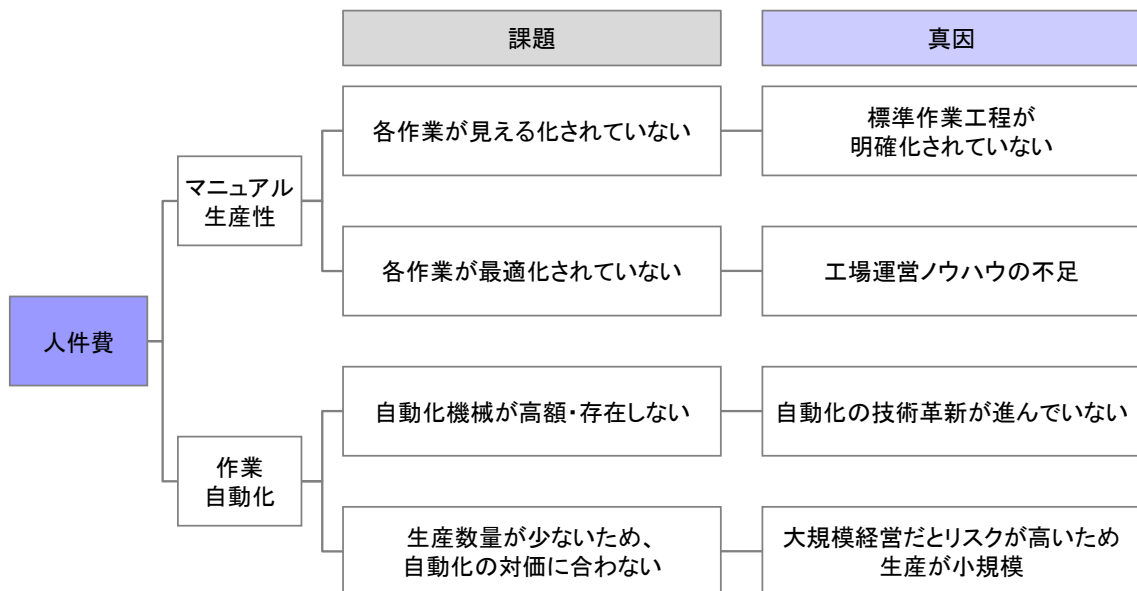 課題
真因
各作業が見える化されていない
標準作業工程が
明確化されていない
マニュアル
生産性
各作業が最適化されていない
工場運営ノウハウの不足
人件費
自動化機械が高額・存在しない
自動化の技術革新が進んでいない
作業
自動化
生産数量が少ないため、
自動化の対価に合わない
大規模経営だとリスクが高いため
生産が小規模